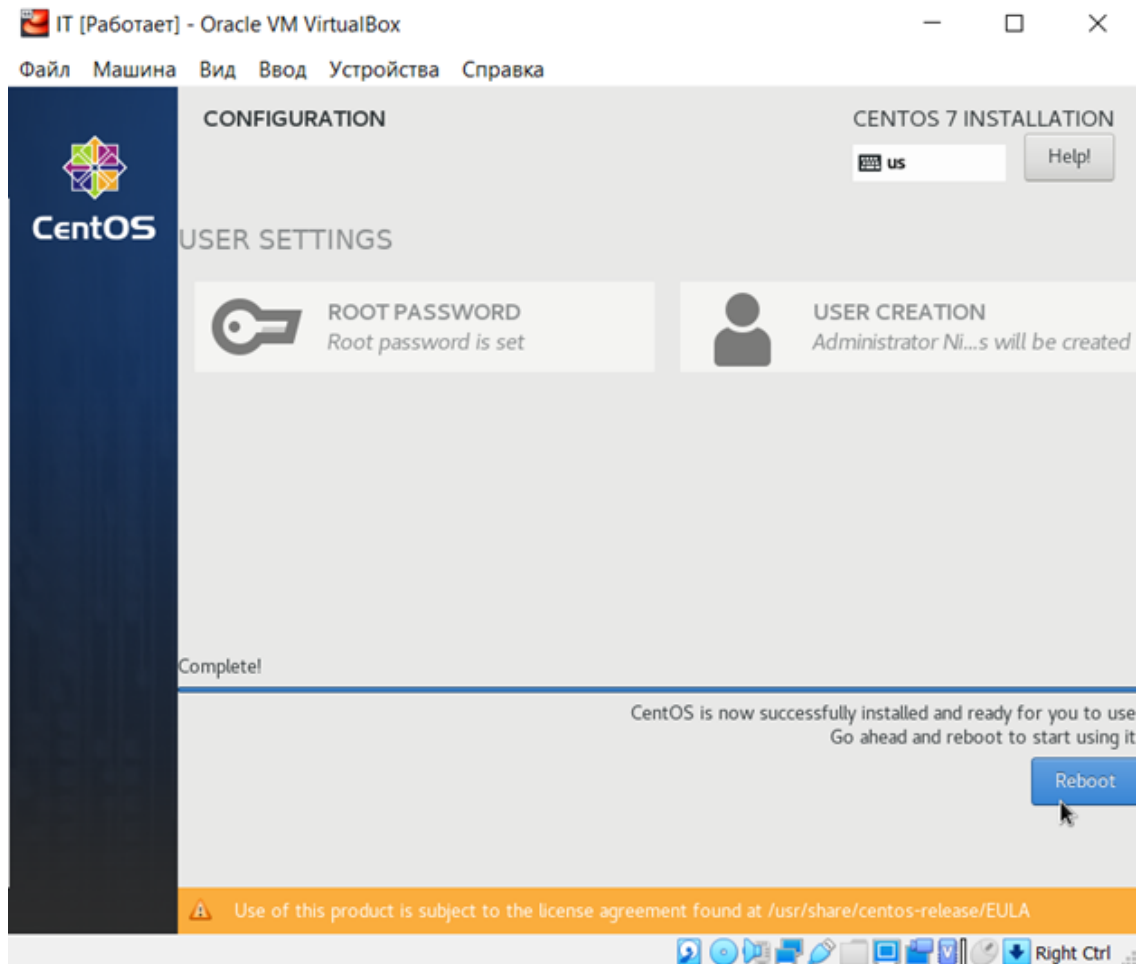 IT [Работает] - Oracle VM VirtualBox
Файл Машина Вид Ввод Устройства Справка
CONFIGURATION
CENTOS 7 INSTALLATION
us
Help!
CentOS
USER SETTINGS
ROOT PASSWORD
Root password is set
USER CREATION
Administrator Ni...s will be created
Complete!
CentOS is now successfully installed and ready for you to use
Go ahead and reboot to start using it
Reboot
Use of this product is subject to the license agreement found at /usr/share/centos-release/EULA
Right Ctrl